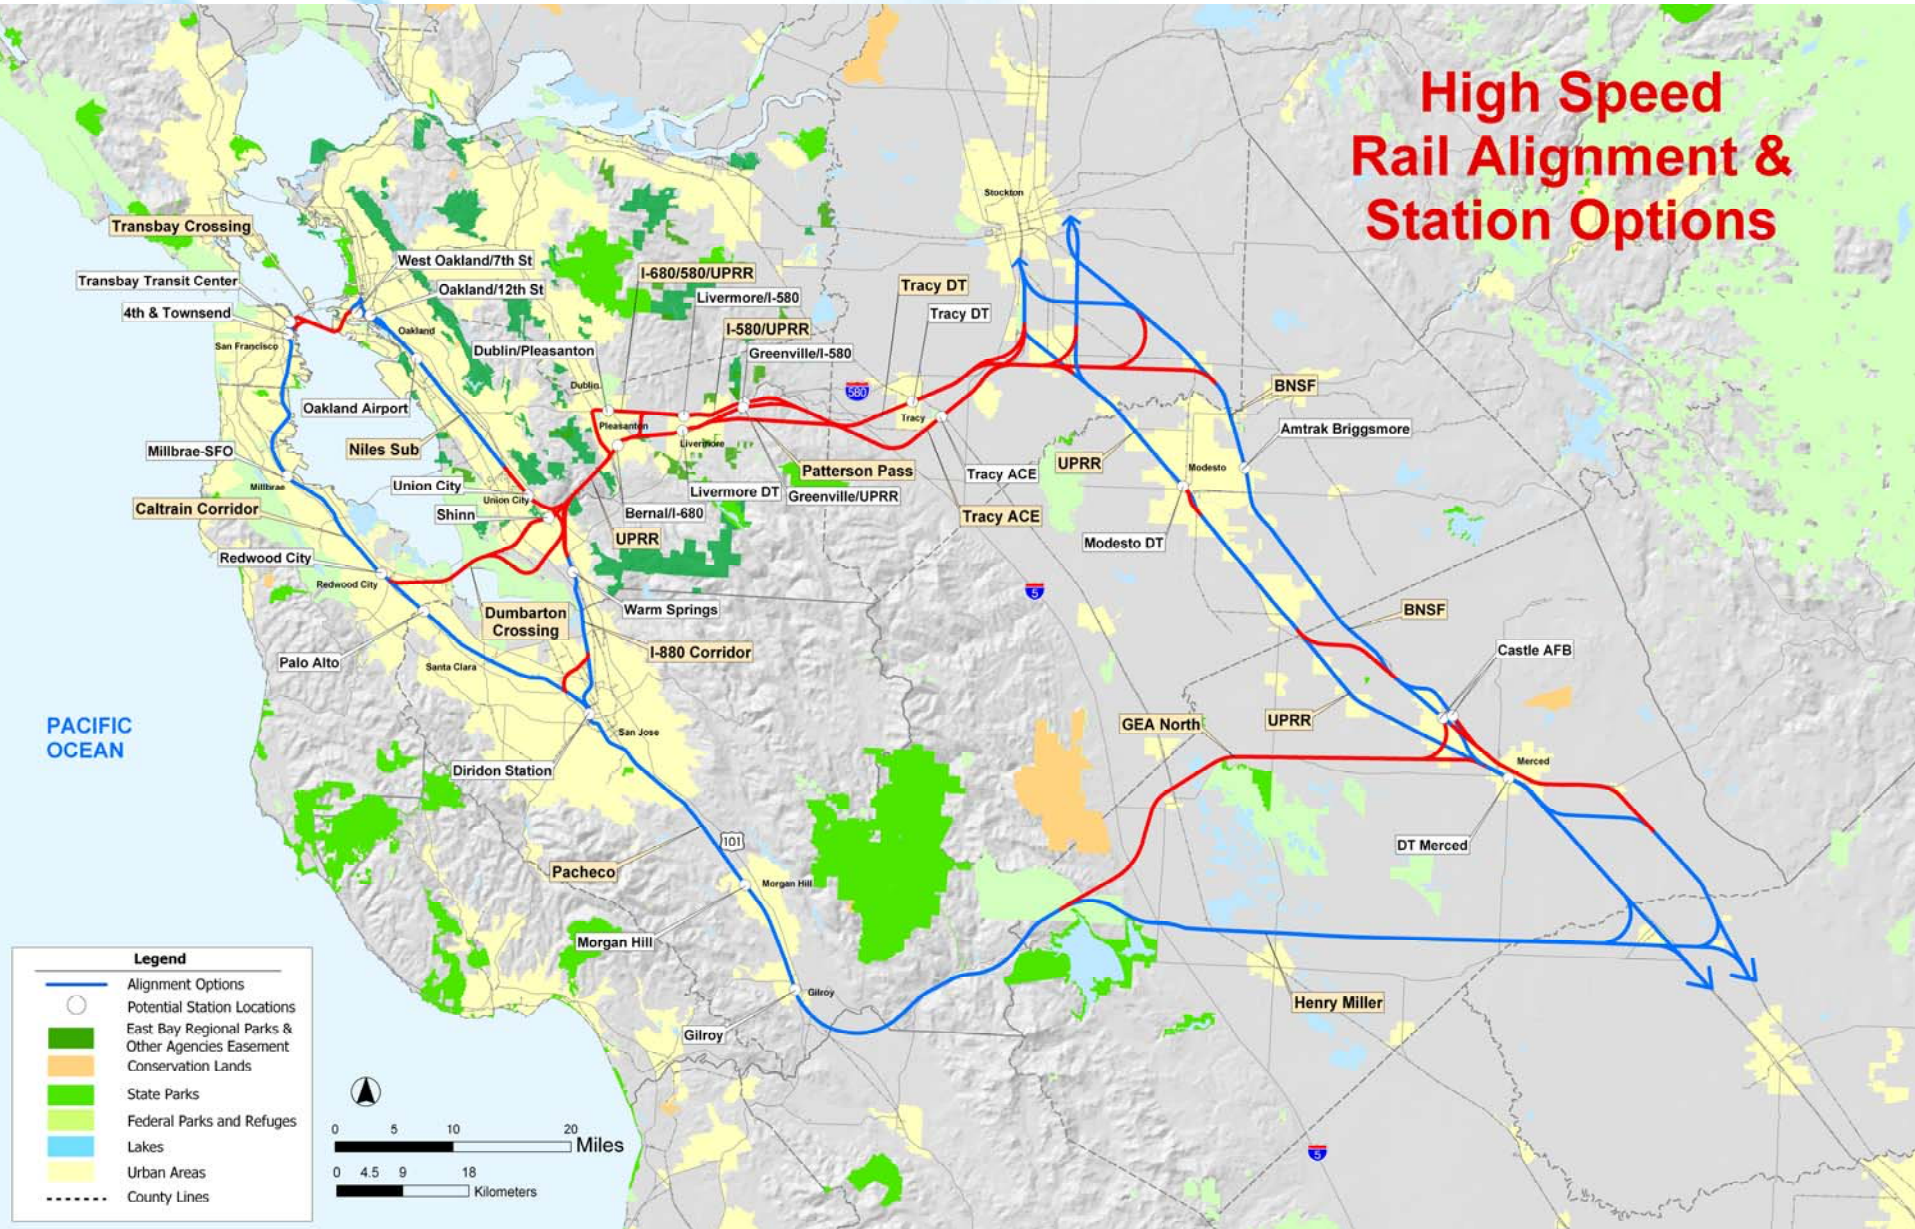 High Speed
Rail Alignment &
Station Options
Stockton
Transbay Crossing
West Oakland/7th St
Transbay Transit Center
I-680/580/UPRR
Oakland/12th St
Tracy DT
Livermore/I-580
4th & Townsend
Tracy DT
Oakland
I-580/UPRR
San Francisco
Dublin/Pleasanton
Greenville/I-580
Dublin
580
BNSF
Oakland Airport
Tracy
Pleasanton
Amtrak Briggsmore
Livermore
Niles Sub
Millbrae-SFO
UPRR
Modesto
Patterson Pass
Tracy ACE
Millbrae
Union City
Livermore DT
Greenville/UPRR
Union City
Caltrain Corridor
Shinn
Bernal/I-680
Tracy ACE
UPRR
Modesto DT
Redwood City
Redwood City
5
Dumbarton
Crossing
Warm Springs
BNSF
I-880 Corridor
Castle AFB
Palo Alto
Santa Clara
PACIFIC
OCEAN
GEA North
UPRR
San Jose
Merced
Diridon Station
101
DT Merced
Pacheco
Morgan Hill
Morgan Hill
Gilroy
Henry Miller
Gilroy
Legend
Alignment Options
Potential Station Locations
East Bay Regional Parks &
Other Agencies Easement
Conservation Lands
State Parks
Federal Parks and Refuges
Lakes
Urban Areas
County Lines
0 5 10 20
Miles
0 4.5 9 18
Kilometers
5